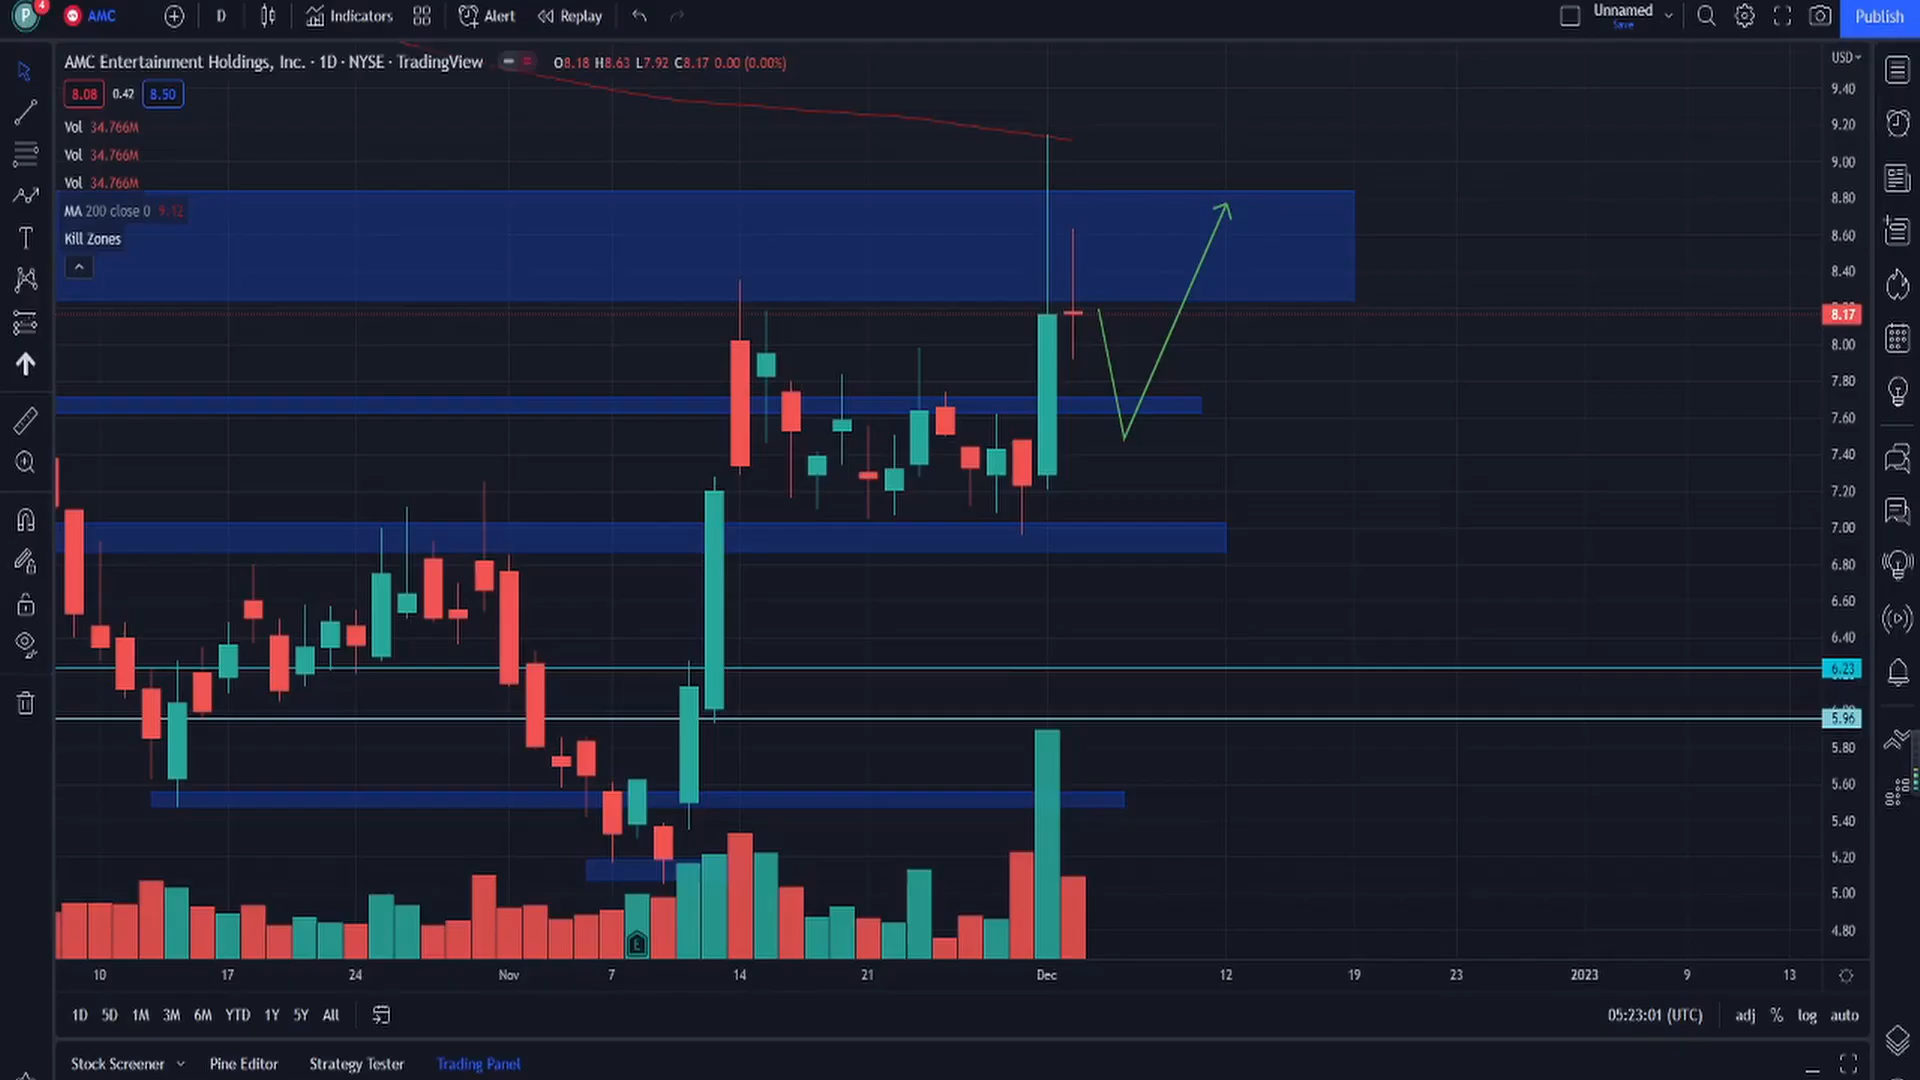 P 4 AMC D Indicators Alert Replay Unnamed Save Publish
AMC Entertainment Holdings, Inc. · 1D · NYSE · TradingView O8.18 H8.63 L7.92 C8.17 0.00 (0.00%) USD
8.08 0.42 8.50
9.40
Vol 34.766M
9.20
Vol 34.766M
9.00
Vol 34.766M
8.80
MA 200 close 0 9.12
Kill Zones
8.60
8.40
8.17
8.00
7.80
7.60
7.40
7.20
7.00
6.80
6.60
6.40
6.23
5.96
5.80
5.60
5.40
5.20
5.00
4.80
E
10 17 24 Nov 7 14 21 Dec 12 19 23 2023 9 13
1D 5D 1M 3M 6M YTD 1Y 5Y All 05:23:01 (UTC) adj % log auto
Stock Screener Pine Editor Strategy Tester Trading Panel